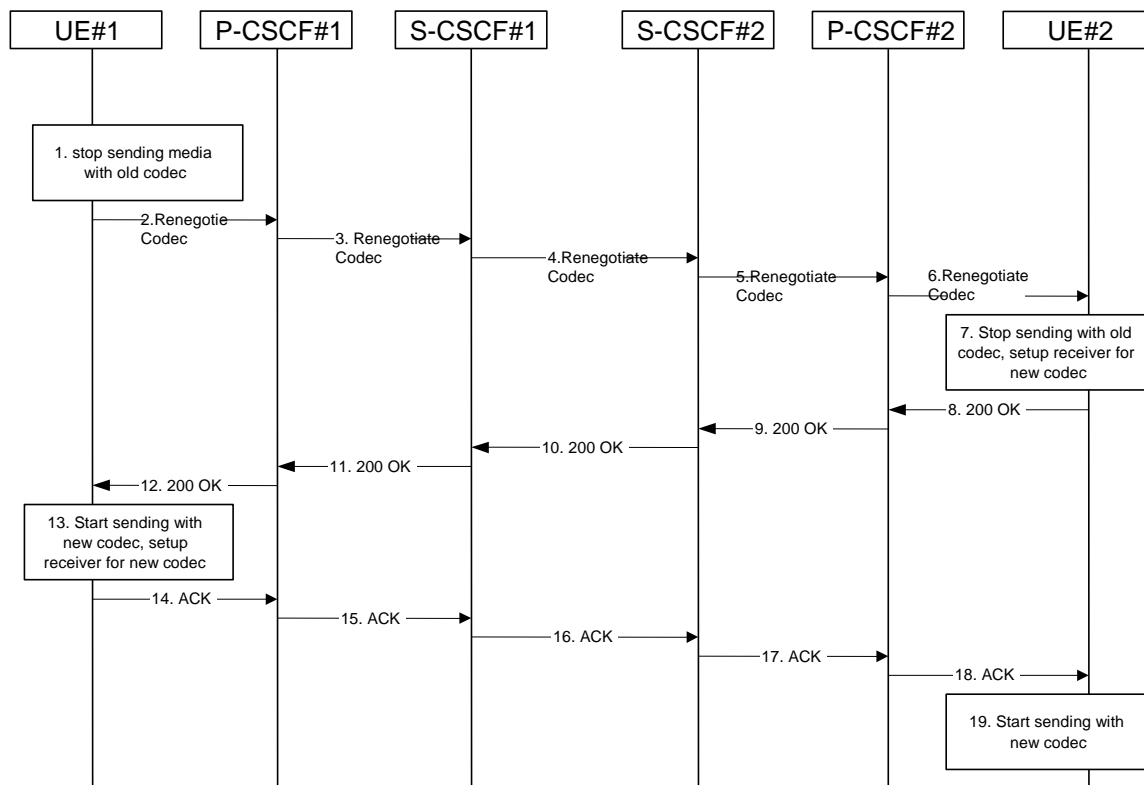 UE#1
P-CSCF#1
S-CSCF#1
S-CSCF#2
P-CSCF#2
UE#2
1. stop sending media
with old codec
2.Renegotie
Codec
3. Renegotiate
Codec
4.Renegotiate
Codec
5.Renegotiate
Codec
6.Renegotiate
Codec
7. Stop sending with old
codec, setup receiver for
new codec
8. 200 OK
9. 200 OK
10. 200 OK
11. 200 OK
12. 200 OK
13. Start sending with
new codec, setup
receiver for new codec
14. ACK
15. ACK
16. ACK
17. ACK
18. ACK
19. Start sending with
new codec